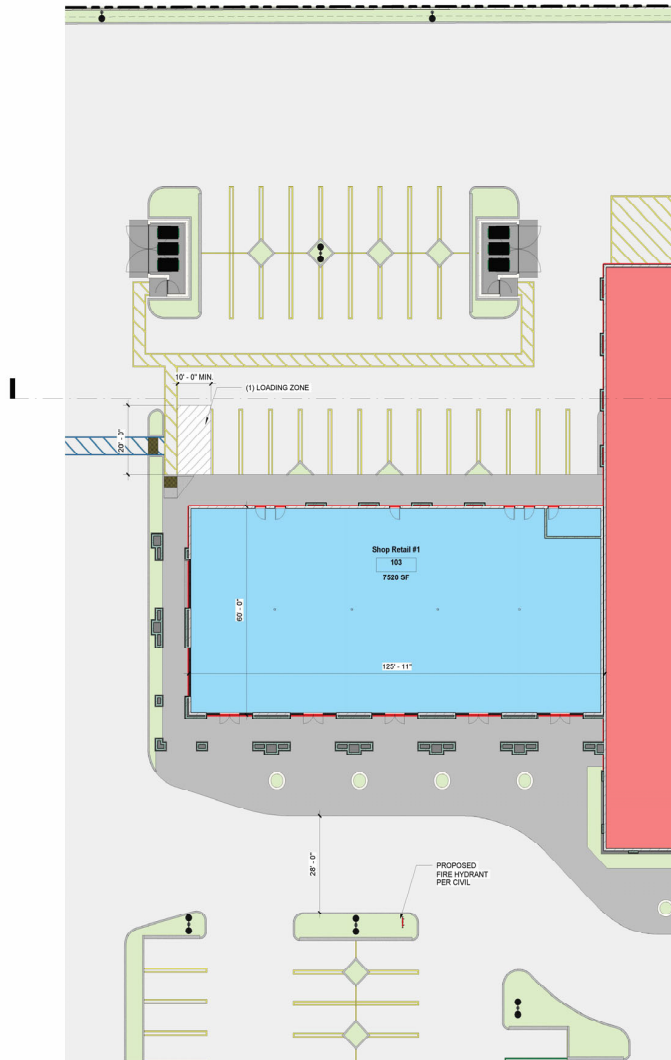 10' - 0" MIN.
(1) LOADING ZONE
20' - 0"
Shop Retail #1
103
7520 SF
60' - 0"
125' - 11"
28' - 0"
PROPOSED
FIRE HYDRANT
PER CIVIL